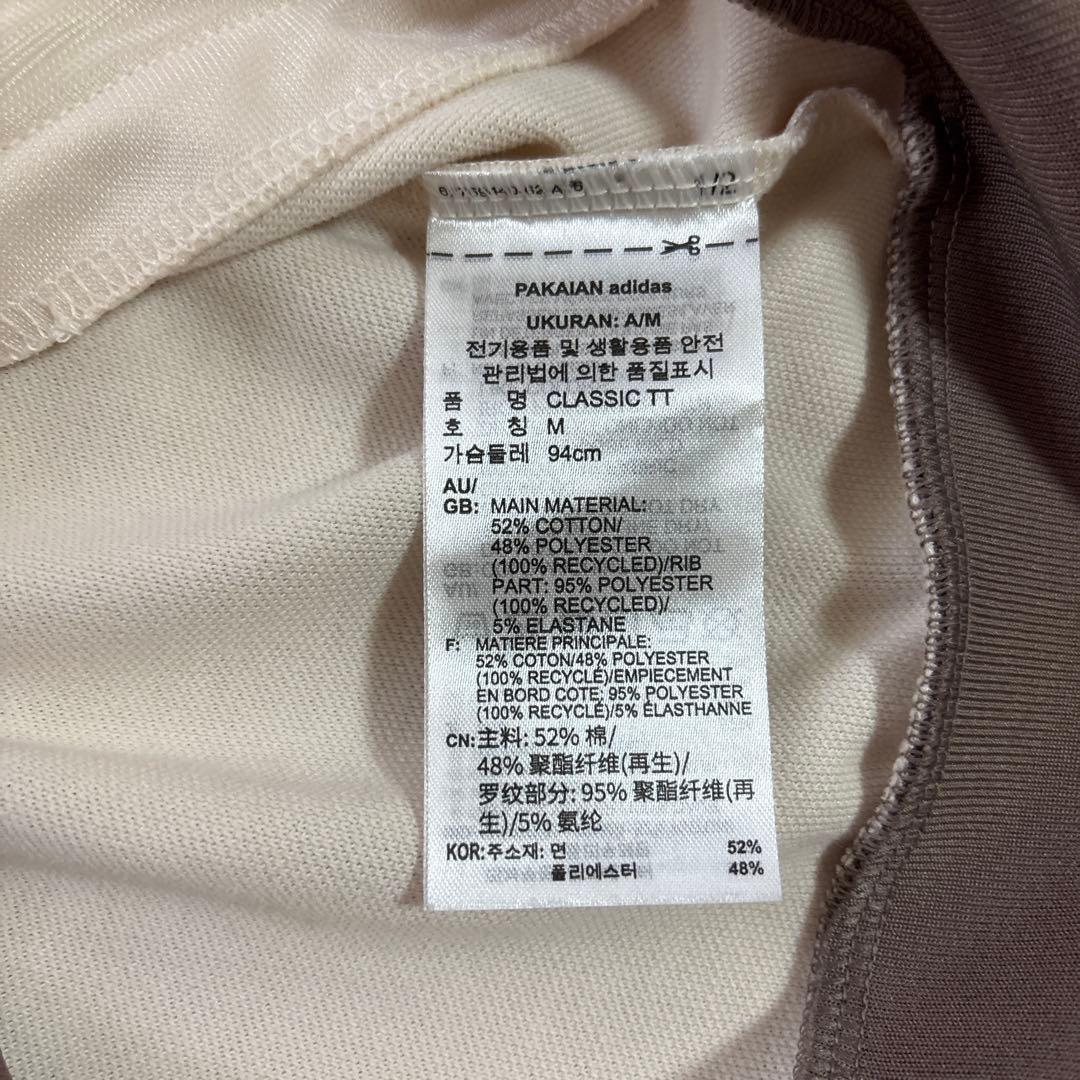 PAKAIAN adidas
UKURAN: A/M
전기용품 및 생활용품 안전
관리법에 의한 품질표시
품 명 CLASSIC TT
호 칭 M
가슴둘레 94cm
AU/
GB: MAIN MATERIAL:
52% COTTON/
48% POLYESTER
(100% RECYCLED)/RIB
PART: 95% POLYESTER
(100% RECYCLED)/
5% ELASTANE
F: MATIERE PRINCIPALE:
52% COTON/48% POLYESTER
(100% RECYCLÉ)/EMPIECEMENT
EN BORD COTE: 95% POLYESTER
(100% RECYCLÉ)/5% ÉLASTHANNE
CN: 主料: 52% 棉/
48% 聚酯纤维(再生)/
罗纹部分: 95% 聚酯纤维(再
生)/5% 氨纶
KOR: 주소재: 면 52%
폴리에스터 48%